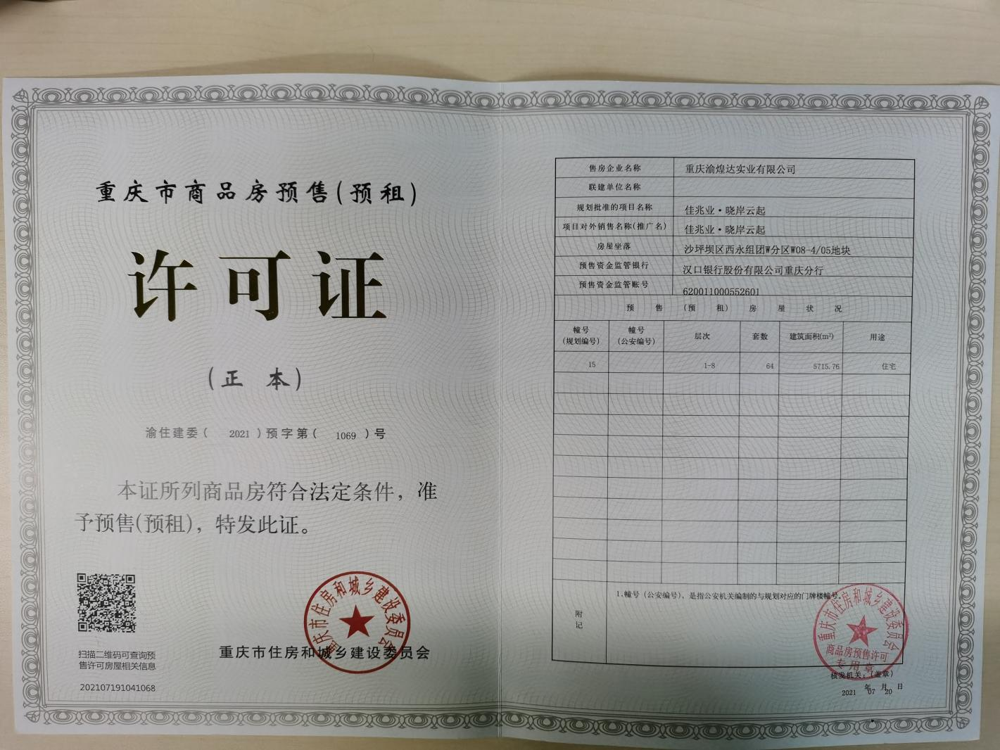 重庆市商品房预售(预租)
许可证
(正 本)
渝住建委( 2021 )预字第( 1069 )号
本证所列商品房符合法定条件，准
予预售(预租)，特发此证。
扫描二维码可查询预
售许可房屋相关信息
202107191041068
重庆市住房和城乡建设委员会
重庆市住房和城乡建设委员会
售房企业名称 重庆渝煌达实业有限公司
联建单位名称
规划批准的项目名称 佳兆业·晓岸云起
项目对外销售名称(推广名) 佳兆业·晓岸云起
房屋坐落 沙坪坝区西永组团W分区W08-4/05地块
预售资金监管银行 汉口银行股份有限公司重庆分行
预售资金监管账号 620011000552601
预 售 (预 租) 房 屋 状 况
幢号 (规划编号) 幢号 (公安编号) 层次 套数 建筑面积(m²) 用途
15 1-8 64 5715.76 住宅
附记
1.幢号（公安编号），是指公安机关编制的与规划对应的门牌楼幢号。
重庆市住房和城乡建设委员会
商品房预售许可
专用章
核发机关：(盖章)
2021 年 07 月 20 日